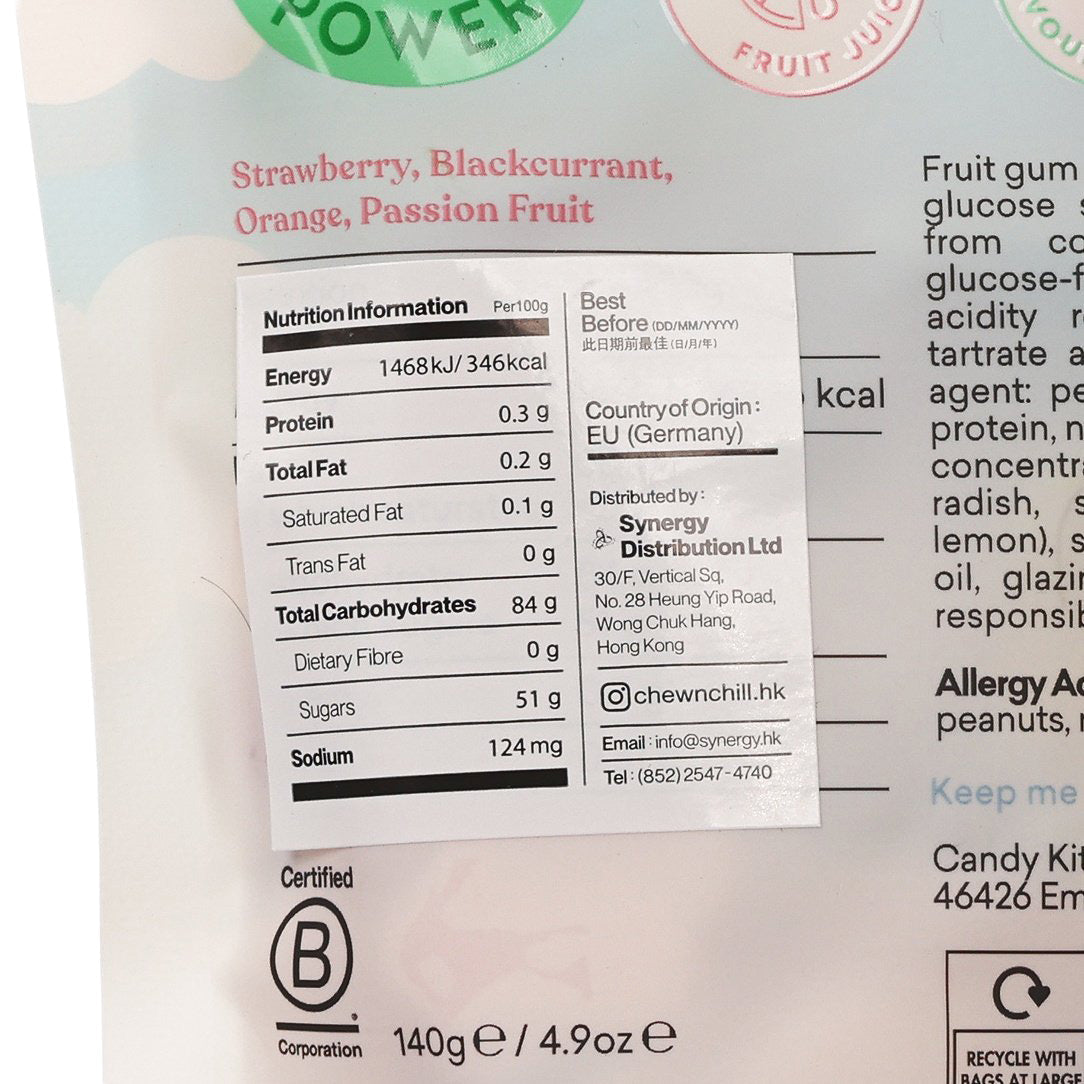 POWER
FRUIT
Strawberry, Blackcurrant,
Orange, Passion Fruit
Nutrition Information Per100g
Energy 1468kJ/346kcal
Protein 0.3 g
Total Fat 0.2 g
Saturated Fat 0.1 g
Trans Fat 0 g
Total Carbohydrates 84 g
Dietary Fibre 0 g
Sugars 51 g
Sodium 124 mg
Best
Before (DD/MM/YYYY)
此日期前最佳 (日/月/年)
Country of Origin:
EU (Germany)
Distributed by:
Synergy
Distribution Ltd
30/F, Vertical Sq,
No. 28 Heung Yip Road,
Wong Chuk Hang,
Hong Kong
chewnchill.hk
Email: info@synergy.hk
Tel: (852) 2547-4740
kcal
Fruit gum
glucose
from
glucose-f
acidity
tartrate
agent:
protein,
concentr
radish,
lemon),
oil,
responsib
Allergy
peanuts,
Keep me
Candy Kit
46426 Em
Certified
B
Corporation
140g e / 4.9oz e
RECYCLE WITH
BAGS AT LARGE